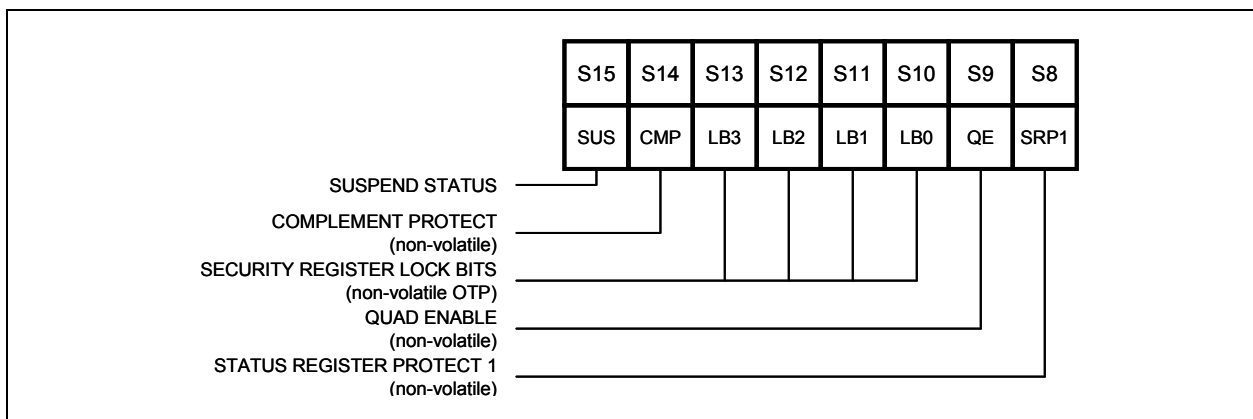 S15 S14 S13 S12 S11 S10 S9 S8
SUS CMP LB3 LB2 LB1 LB0 QE SRP1
SUSPEND STATUS
COMPLEMENT PROTECT
(non-volatile)
SECURITY REGISTER LOCK BITS
(non-volatile OTP)
QUAD ENABLE
(non-volatile)
STATUS REGISTER PROTECT 1
(non-volatile)